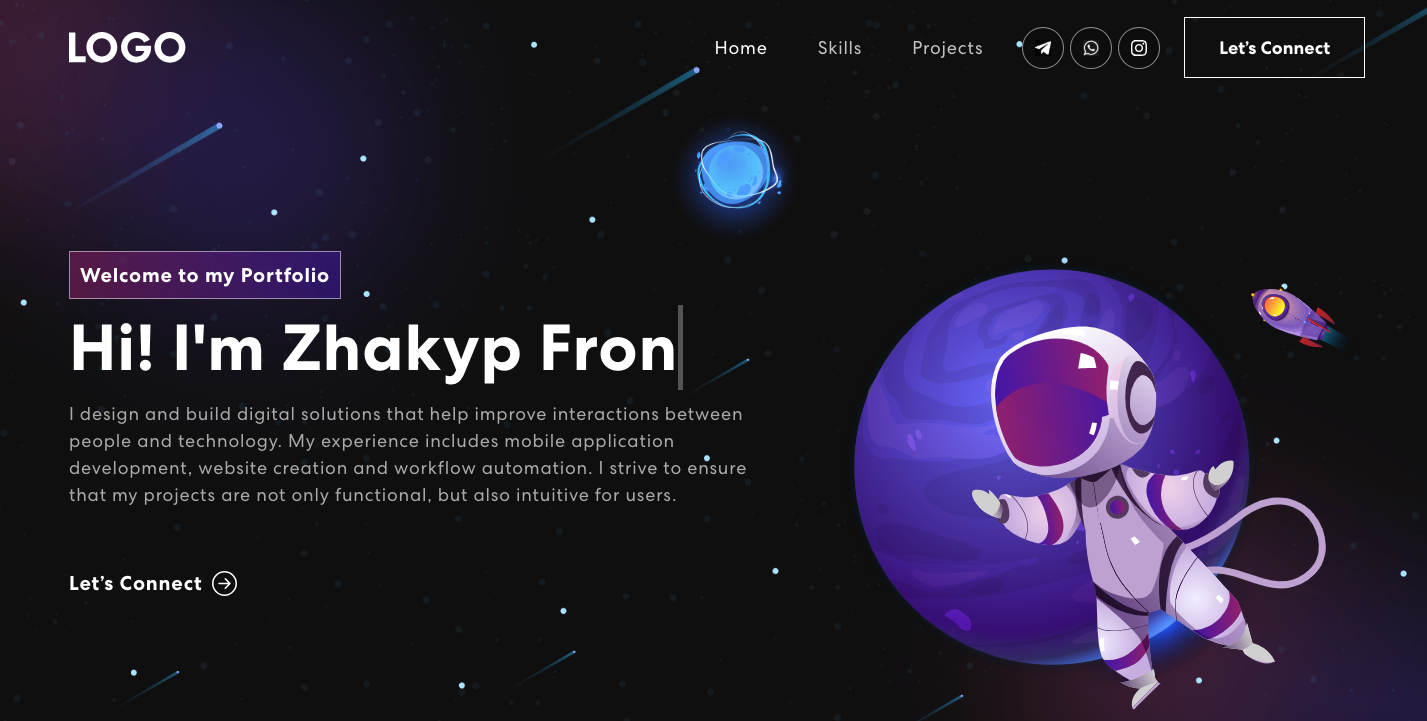 LOGO
Home
Skills
Projects
Let’s Connect
Welcome to my Portfolio
Hi! I'm Zhakyp Fron
I design and build digital solutions that help improve interactions between
people and technology. My experience includes mobile application
development, website creation and workflow automation. I strive to ensure
that my projects are not only functional, but also intuitive for users.
Let’s Connect